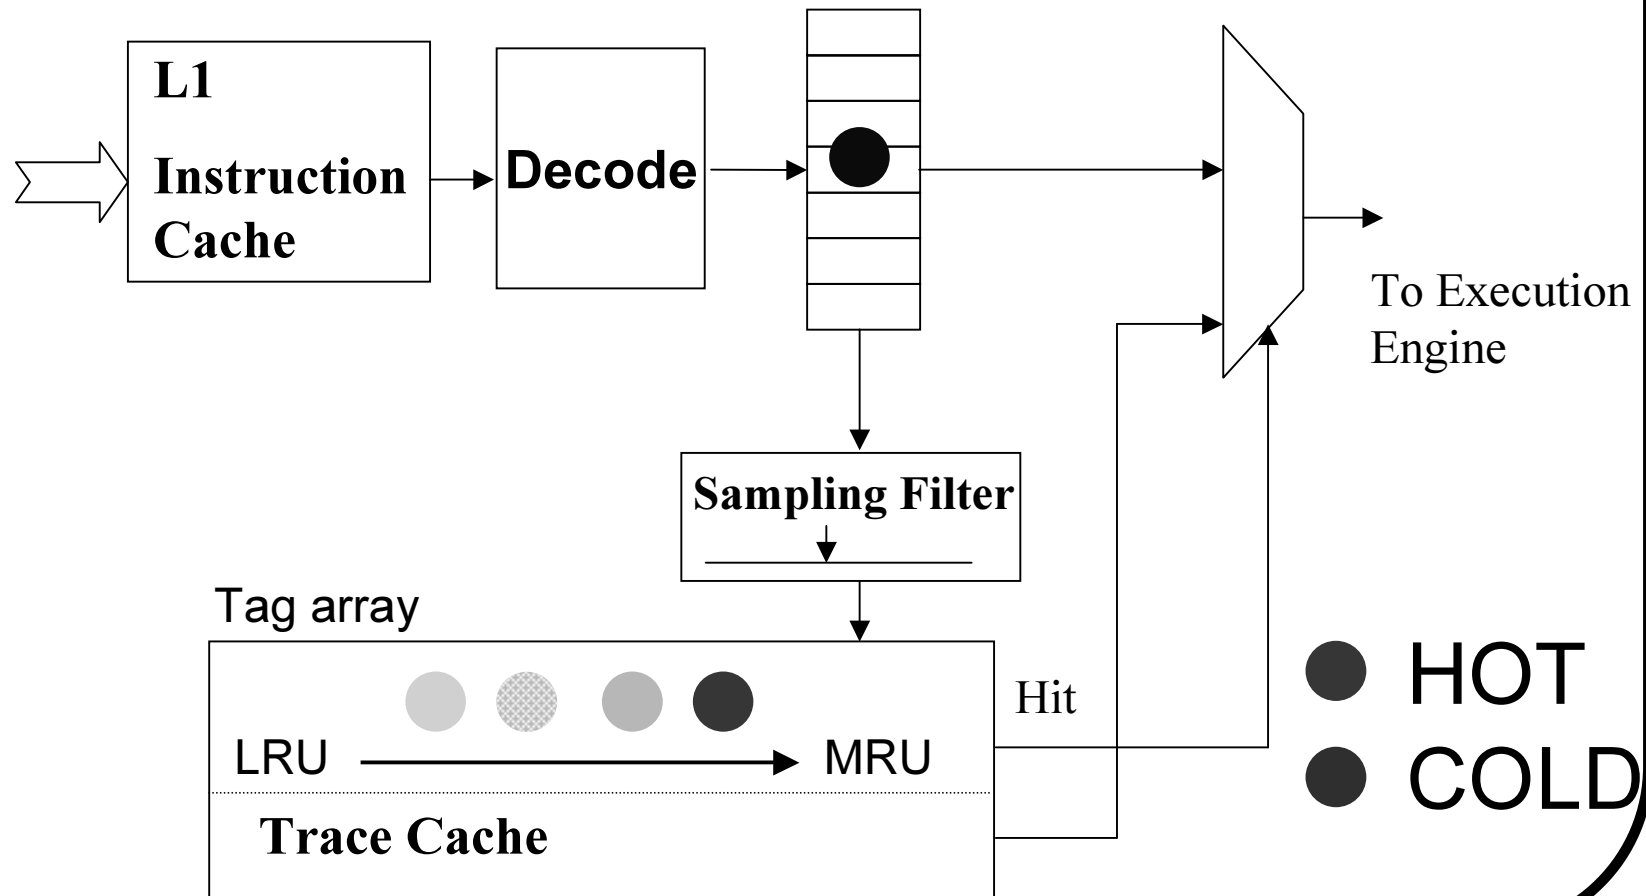 L1
Instruction
Cache
Decode
To Execution
Engine
Sampling Filter
Tag array
Hit
HOT
LRU
MRU
COLD
Trace Cache